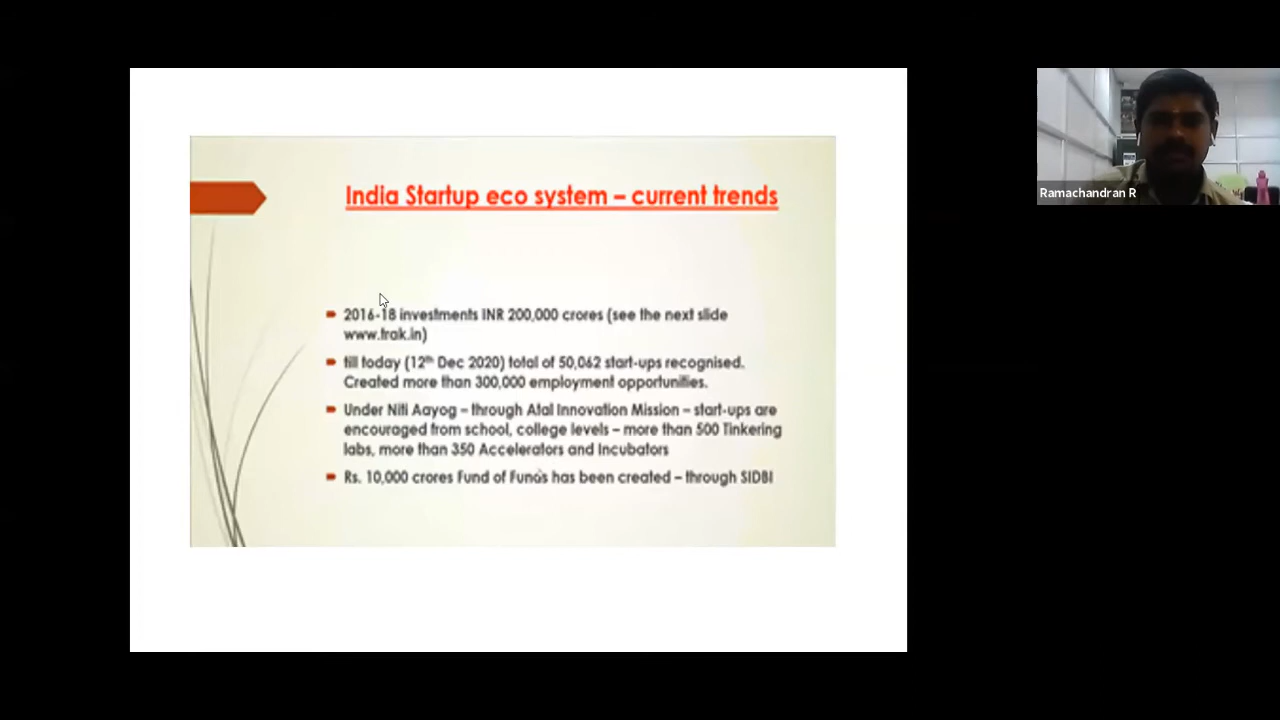 India Startup eco system – current trends
2016-18 investments INR 200,000 crores (see the next slide
www.trak.in)
till today (12th Dec 2020) total of 50,062 start-ups recognised.
Created more than 300,000 employment opportunities.
Under Niti Aayog – through Atal Innovation Mission – start-ups are
encouraged from school, college levels – more than 500 Tinkering
labs, more than 350 Accelerators and Incubators
Rs. 10,000 crores Fund of Funds has been created – through SIDBI
Ramachandran R